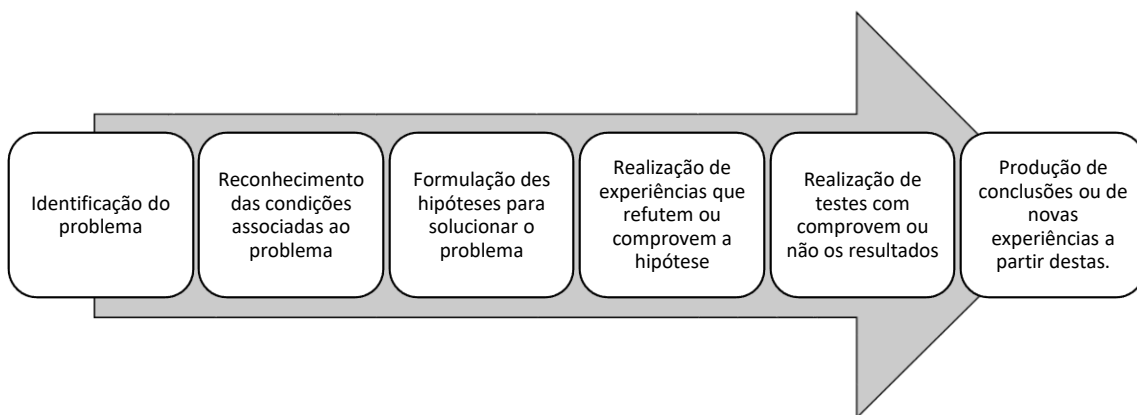 Identificação do
problema
Reconhecimento
das condições
associadas ao
problema
Formulação des
hipóteses para
solucionar o
problema
Realização de
experiências que
refutem ou
comprovem a
hipótese
Realização de
testes com
comprovem ou
não os resultados
Produção de
conclusões ou de
novas
experiências a
partir destas.